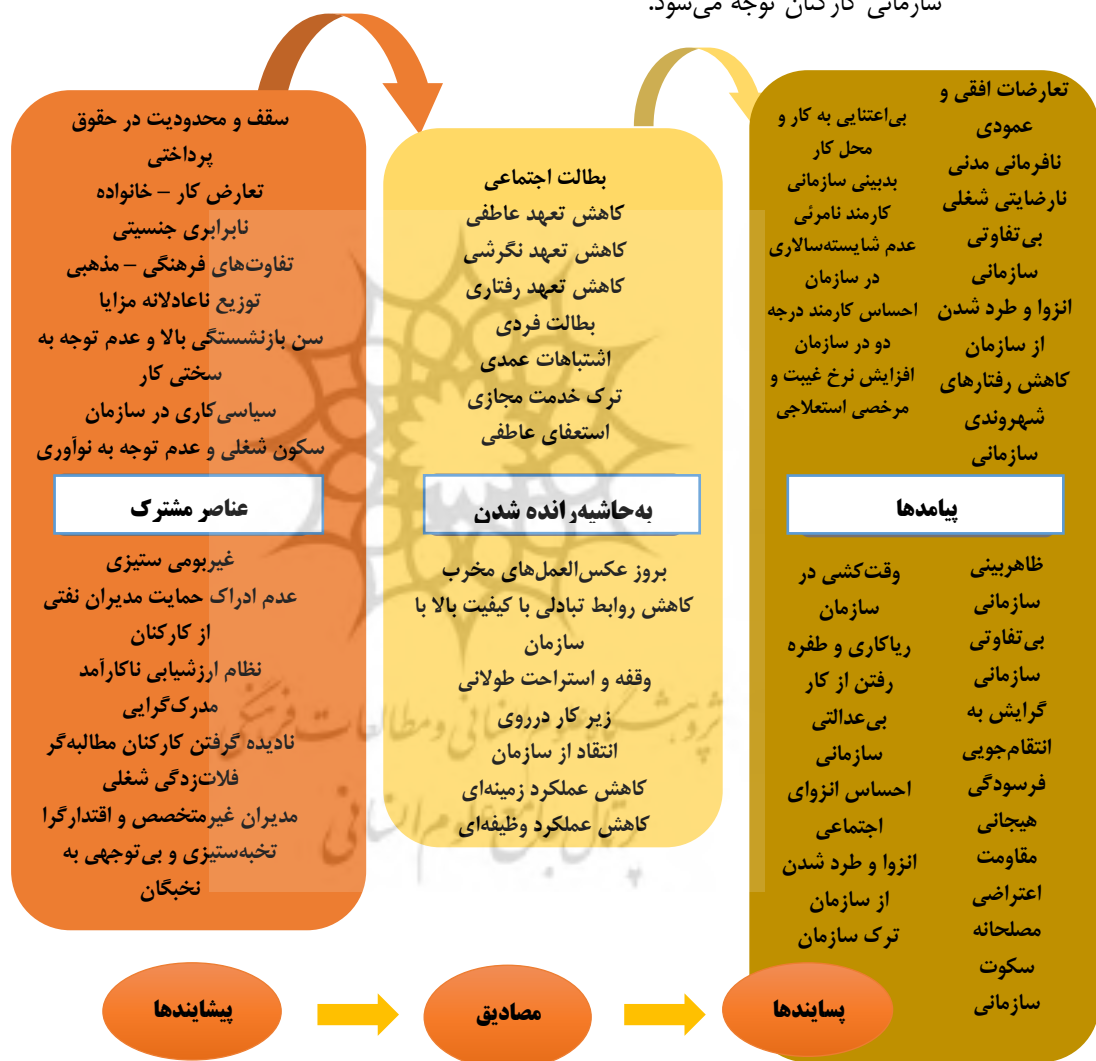 سازمانی کارکنان توجه می‌شود.
سقف و محدودیت در حقوق
پرداختی
تعارض کار – خانواده
نابرابری جنسیتی
تفاوت‌های فرهنگی – مذهبی
توزیع ناعادلانه مزایا
سن بازنشستگی بالا و عدم توجه به
سختی کار
سیاسی‌کاری در سازمان
سکون شغلی و عدم توجه به نوآوری
عناصر مشترک
غیربومی ستیزی
عدم ادراک حمایت مدیران نفتی
از کارکنان
نظام ارزشیابی ناکارآمد
مدرک‌گرایی
نادیده گرفتن کارکنان مطالبه‌گر
فلات‌زدگی شغلی
مدیران غیرمتخصص و اقتدارگرا
تخبه‌ستیزی و بی‌توجهی به
نخبگان
بطالت اجتماعی
کاهش تعهد عاطفی
کاهش تعهد نگرشی
کاهش تعهد رفتاری
بطالت فردی
اشتباهات عمدی
ترک خدمت مجازی
استعفای عاطفی
به‌حاشیه‌رانده شدن
بروز عکس‌العمل‌های مخرب
کاهش روابط تبادلی با کیفیت بالا با
سازمان
وقفه و استراحت طولانی
زیر کار درروی
انتقاد از سازمان
کاهش عملکرد زمینه‌ای
کاهش عملکرد وظیفه‌ای
تعارضات افقی و
عمودی
نافرمانی مدنی
نارضایتی شغلی
بی‌تفاوتی
سازمانی
انزوا و طرد شدن
از سازمان
کاهش رفتارهای
شهروندی
سازمانی
بی‌اعتنایی به کار و
محل کار
بدبینی سازمانی
کارمند نامرئی
عدم شایسته‌سالاری
در سازمان
احساس کارمند درجه
دو در سازمان
افزایش نرخ غیبت و
مرخصی استعلاجی
پیامدها
ظاهربینی
سازمانی
بی‌تفاوتی
سازمانی
گرایش به
انتقام‌جویی
فرسودگی
هیجانی
مقاومت
اعتراضی
مصلحانه
سکوت
سازمانی
وقت‌کشی در
سازمان
ریاکاری و طفره
رفتن از کار
بی‌عدالتی
سازمانی
احساس انزوای
اجتماعی
انزوا و طرد شدن
از سازمان
ترک سازمان
پژوهشگاه علوم انسانی و مطالعات فرهنگی
پرتال جامع علوم انسانی
پیشایندها
مصادیق
پسایندها